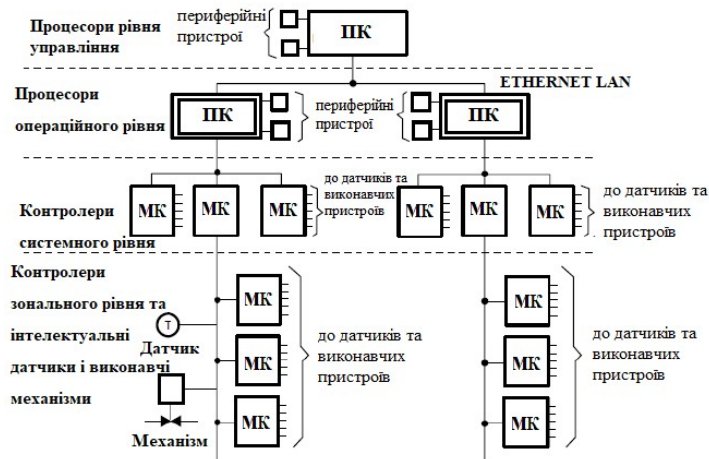 Процесори рівня
управління
периферійні
пристрої
ПК
ETHERNET LAN
Процесори
операційного рівня
ПК
периферійні
пристрої
ПК
Контролери
системного рівня
МК
МК
МК
до датчиків та
виконавчих
пристроїв
МК
МК
МК
до датчиків та
виконавчих
пристроїв
Контролери
зонального рівня та
інтелектуальні
датчики і виконавчі
механізми
Т
Датчик
Механізм
МК
МК
МК
до датчиків та
виконавчих
пристроїв
МК
МК
МК
до датчиків та
виконавчих
пристроїв